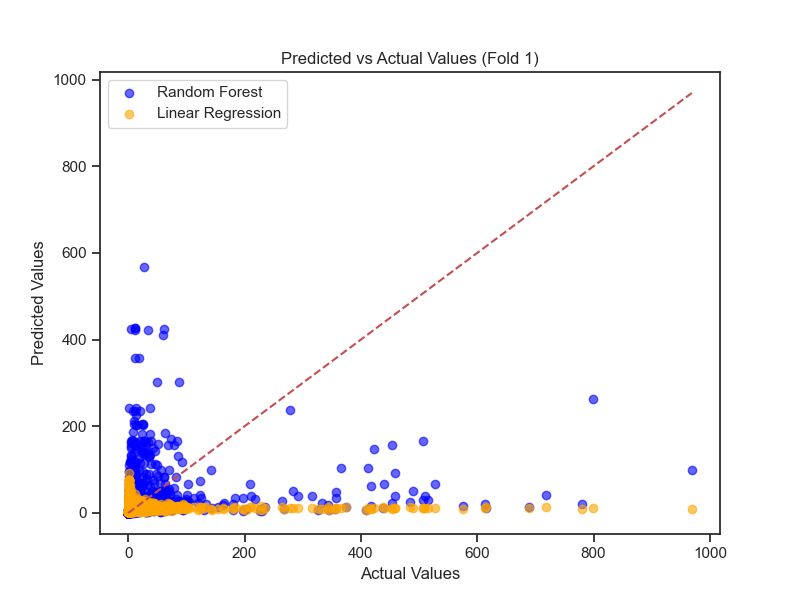 Predicted vs Actual Values (Fold 1)
Random Forest
Linear Regression
Predicted Values
1000
800
600
400
200
0
0 200 400 600 800 1000
Actual Values